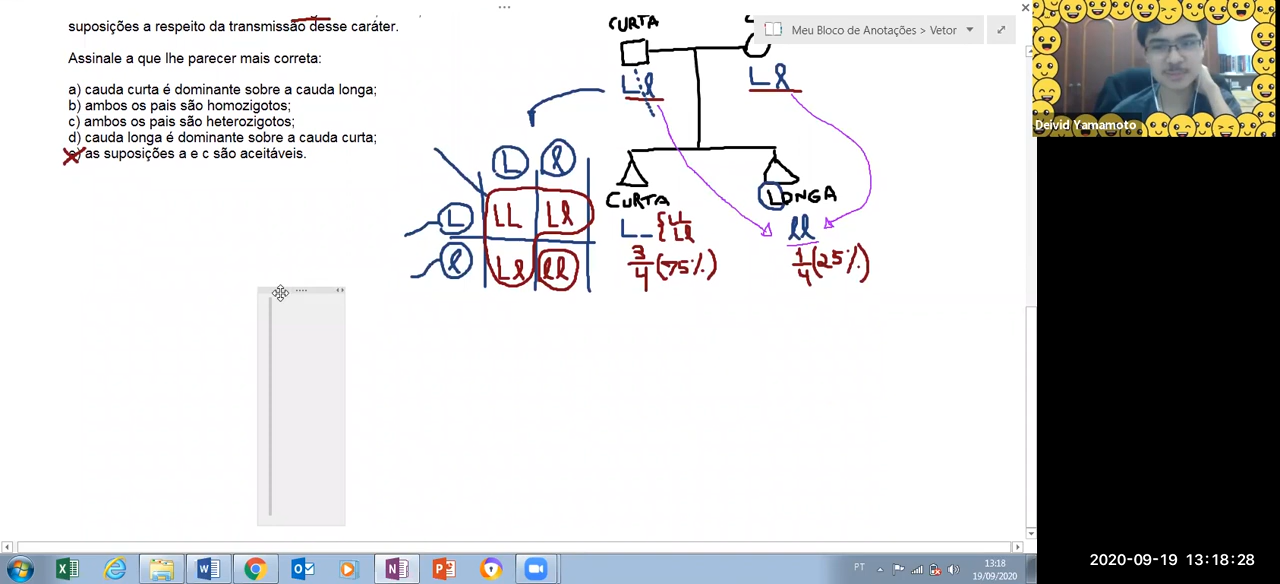 suposições a respeito da transmissão desse caráter.
Assinale a que lhe parecer mais correta:
a) cauda curta é dominante sobre a cauda longa;
b) ambos os pais são homozigotos;
c) ambos os pais são heterozigotos;
d) cauda longa é dominante sobre a cauda curta;
e) as suposições a e c são aceitáveis.
CURTA
Meu Bloco de Anotações > Vetor
Ll
Ll
L l
L LL Ll
l Ll ll
CURTA
LONGA
L_ { LL
Ll
ll
3/4 (75%)
1/4 (25%)
Deivid Yamamoto
PT
13:18
19/09/2020
2020-09-19 13:18:28